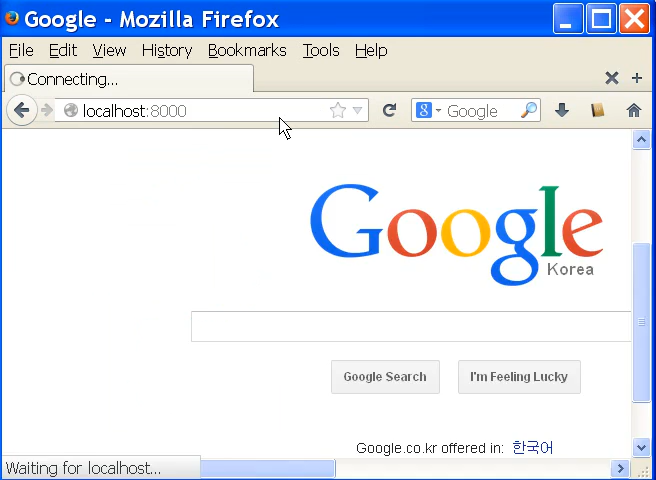 Google - Mozilla Firefox
File Edit View History Bookmarks Tools Help
Connecting...
localhost:8000
Google
Google
Korea
Google Search
I'm Feeling Lucky
Google.co.kr offered in: 한국어
Waiting for localhost...